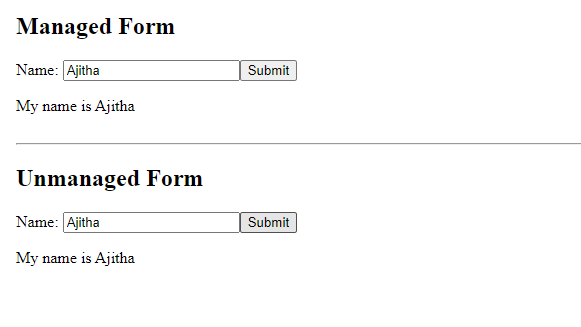 Managed Form
Name: Ajitha Submit
My name is Ajitha
Unmanaged Form
Name: Ajitha Submit
My name is Ajitha